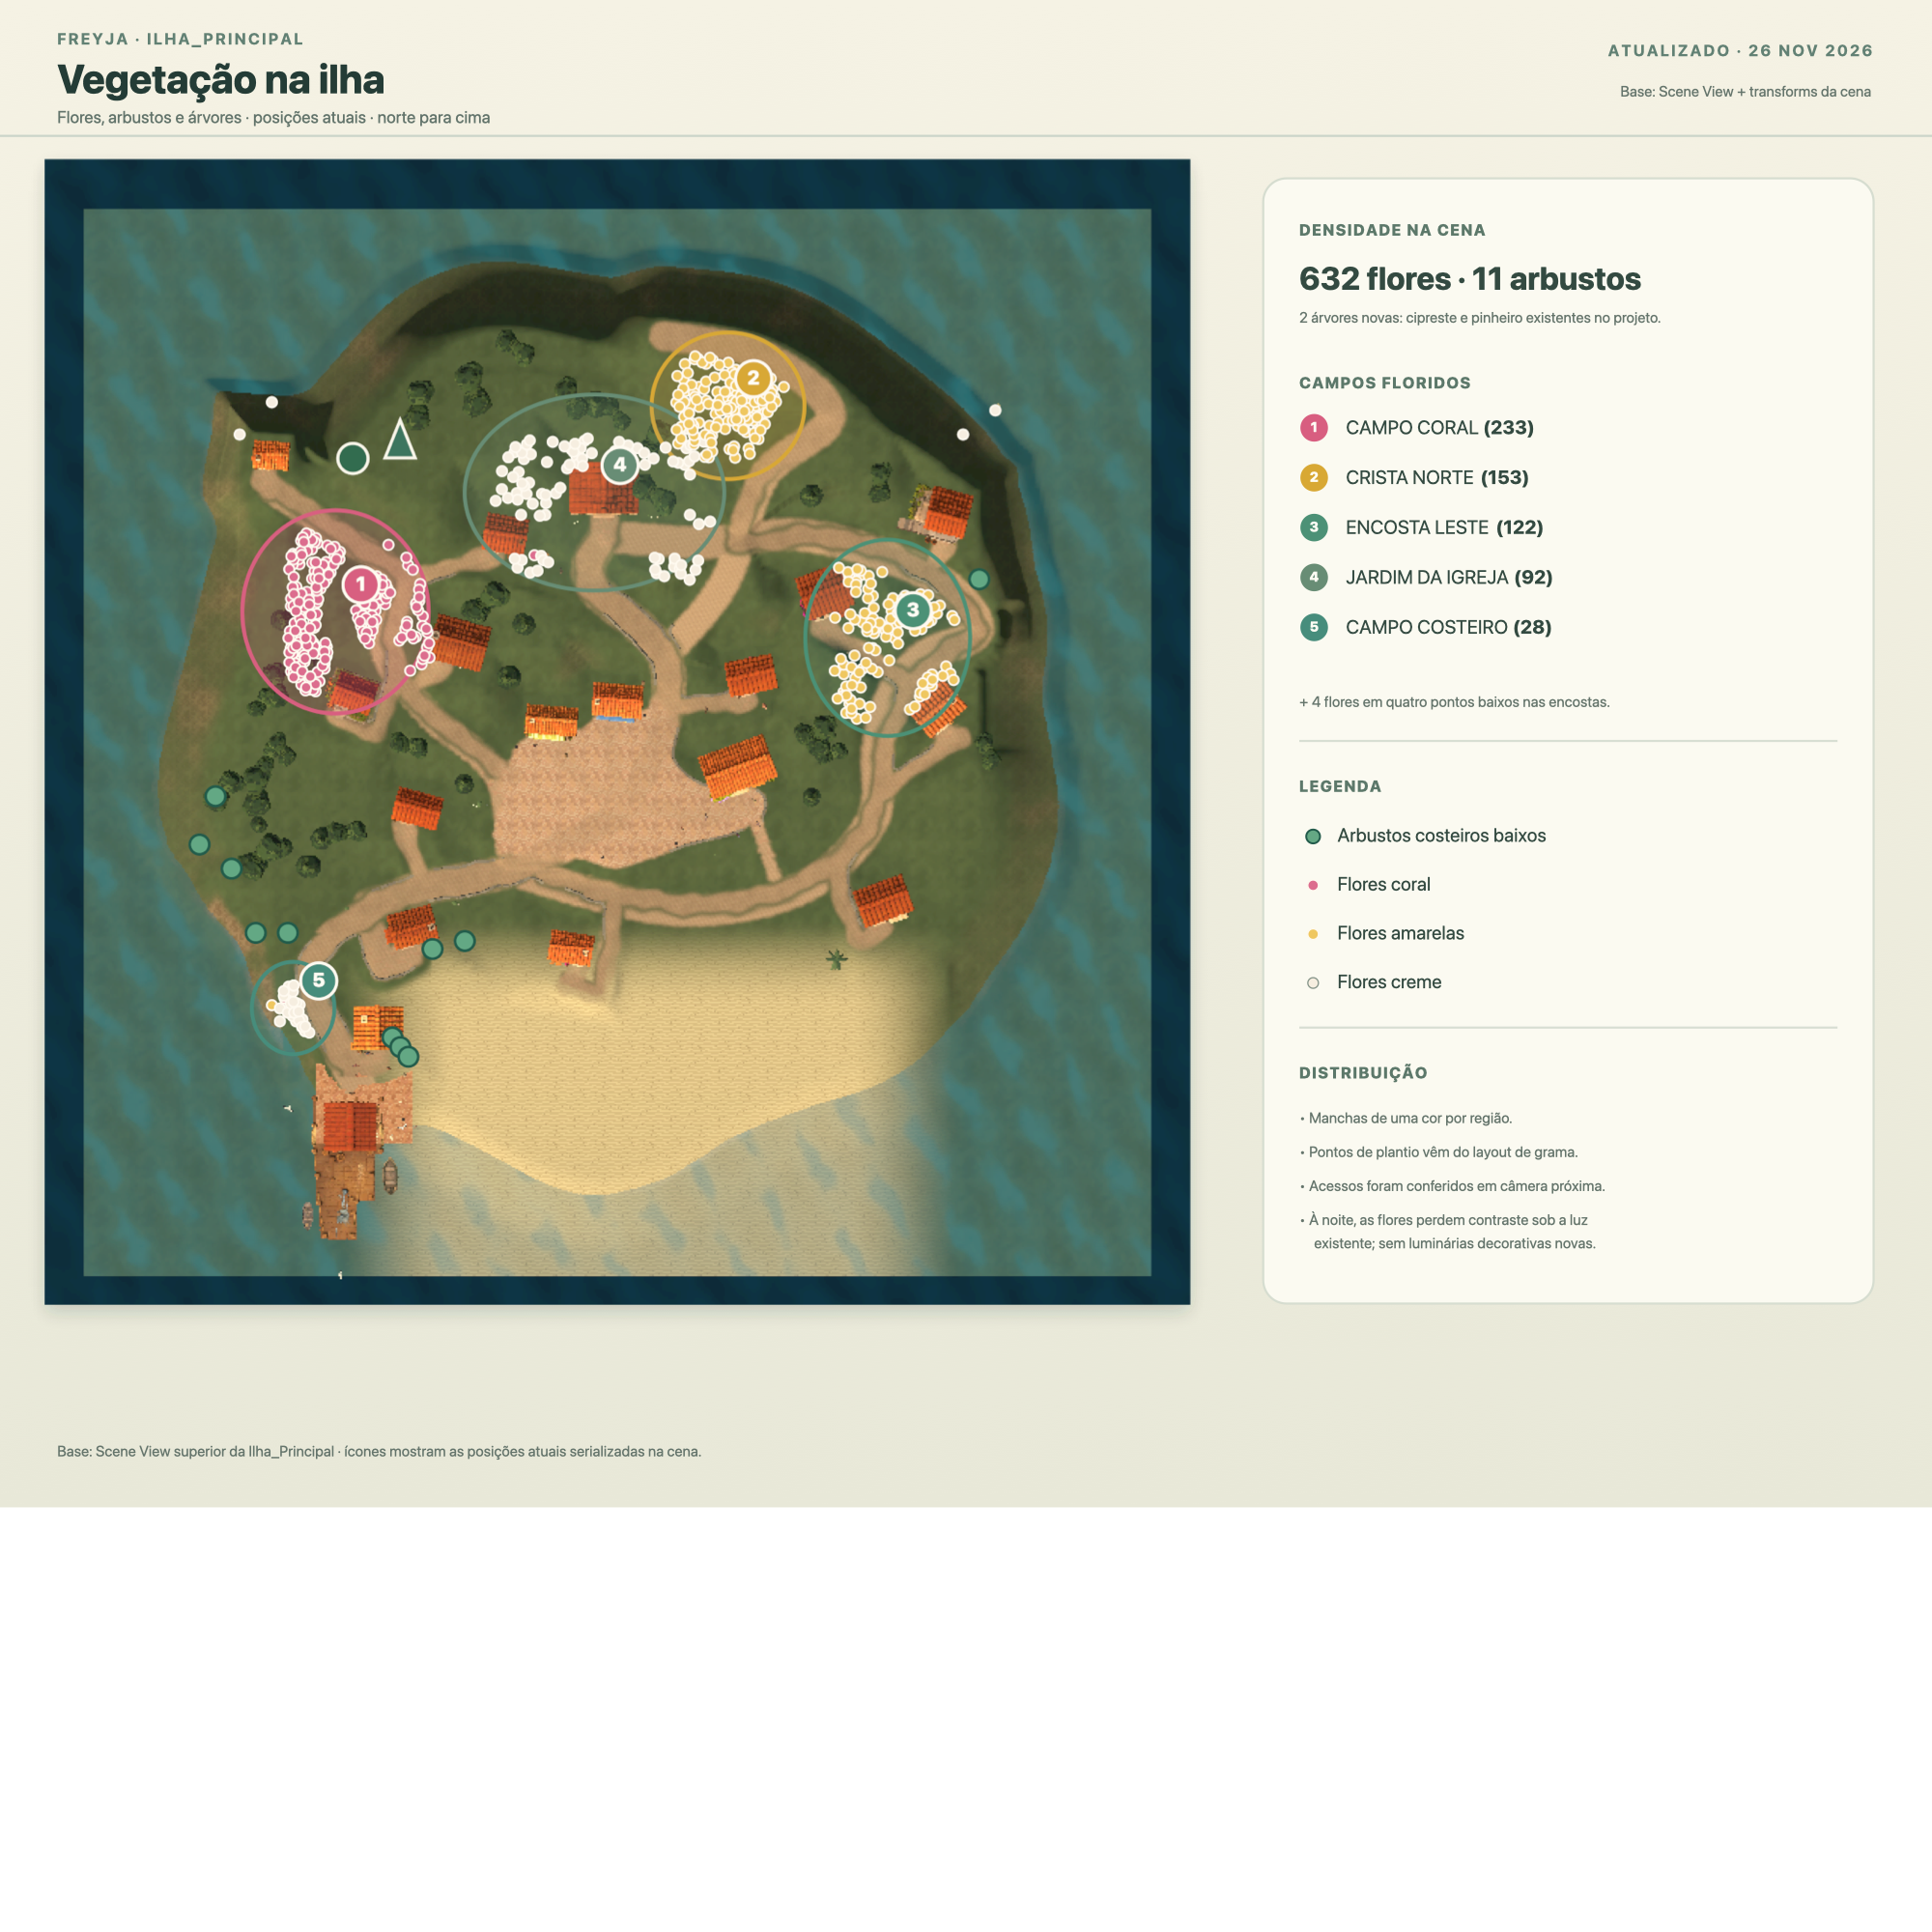 FREYJA · ILHA_PRINCIPAL
Vegetação na ilha
Flores, arbustos e árvores · posições atuais · norte para cima
ATUALIZADO · 26 NOV 2026
Base: Scene View + transforms da cena
2
4
1
3
5
DENSIDADE NA CENA
632 flores · 11 arbustos
2 árvores novas: cipreste e pinheiro existentes no projeto.
CAMPOS FLORIDOS
1 CAMPO CORAL (233)
2 CRISTA NORTE (153)
3 ENCOSTA LESTE (122)
4 JARDIM DA IGREJA (92)
5 CAMPO COSTEIRO (28)
+ 4 flores em quatro pontos baixos nas encostas.
LEGENDA
Arbustos costeiros baixos
Flores coral
Flores amarelas
Flores creme
DISTRIBUIÇÃO
• Manchas de uma cor por região.
• Pontos de plantio vêm do layout de grama.
• Acessos foram conferidos em câmera próxima.
• À noite, as flores perdem contraste sob a luz
existente; sem luminárias decorativas novas.
Base: Scene View superior da Ilha_Principal · ícones mostram as posições atuais serializadas na cena.